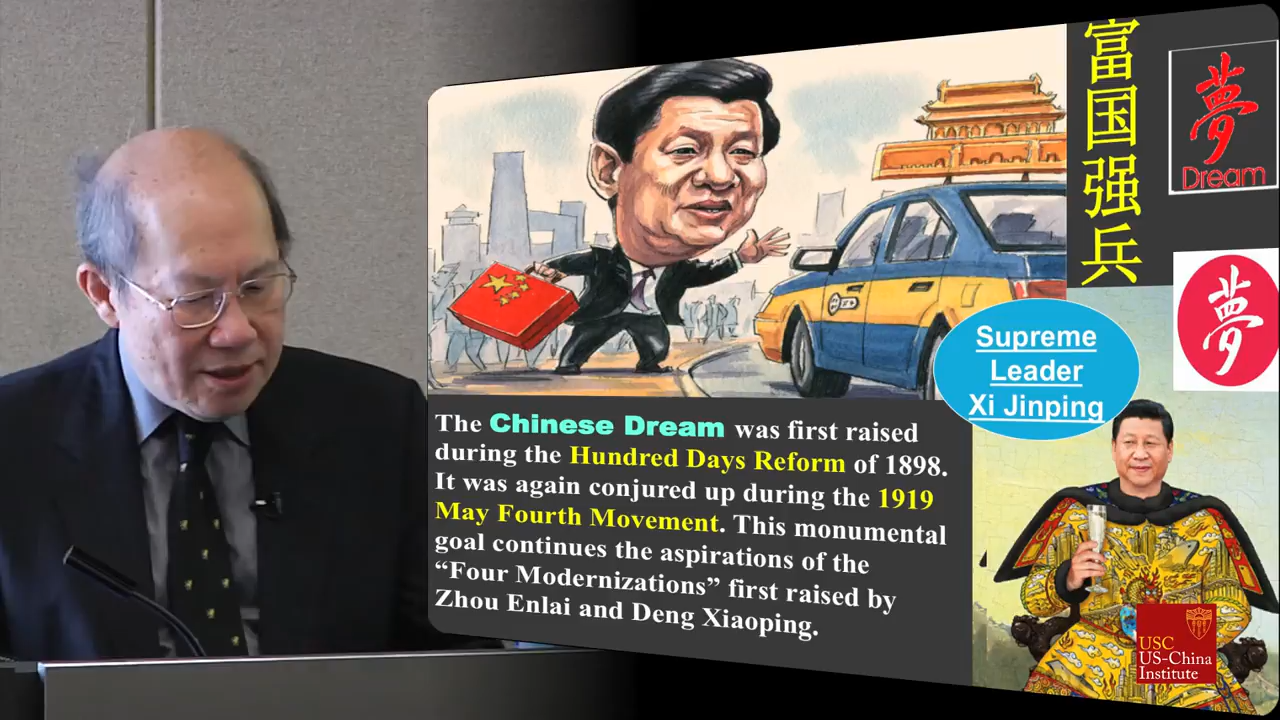 富国强兵
夢
Dream
夢
Supreme
Leader
Xi Jinping
The Chinese Dream was first raised
during the Hundred Days Reform of 1898.
It was again conjured up during the 1919
May Fourth Movement. This monumental
goal continues the aspirations of the
“Four Modernizations” first raised by
Zhou Enlai and Deng Xiaoping.
USC
US-China
Institute